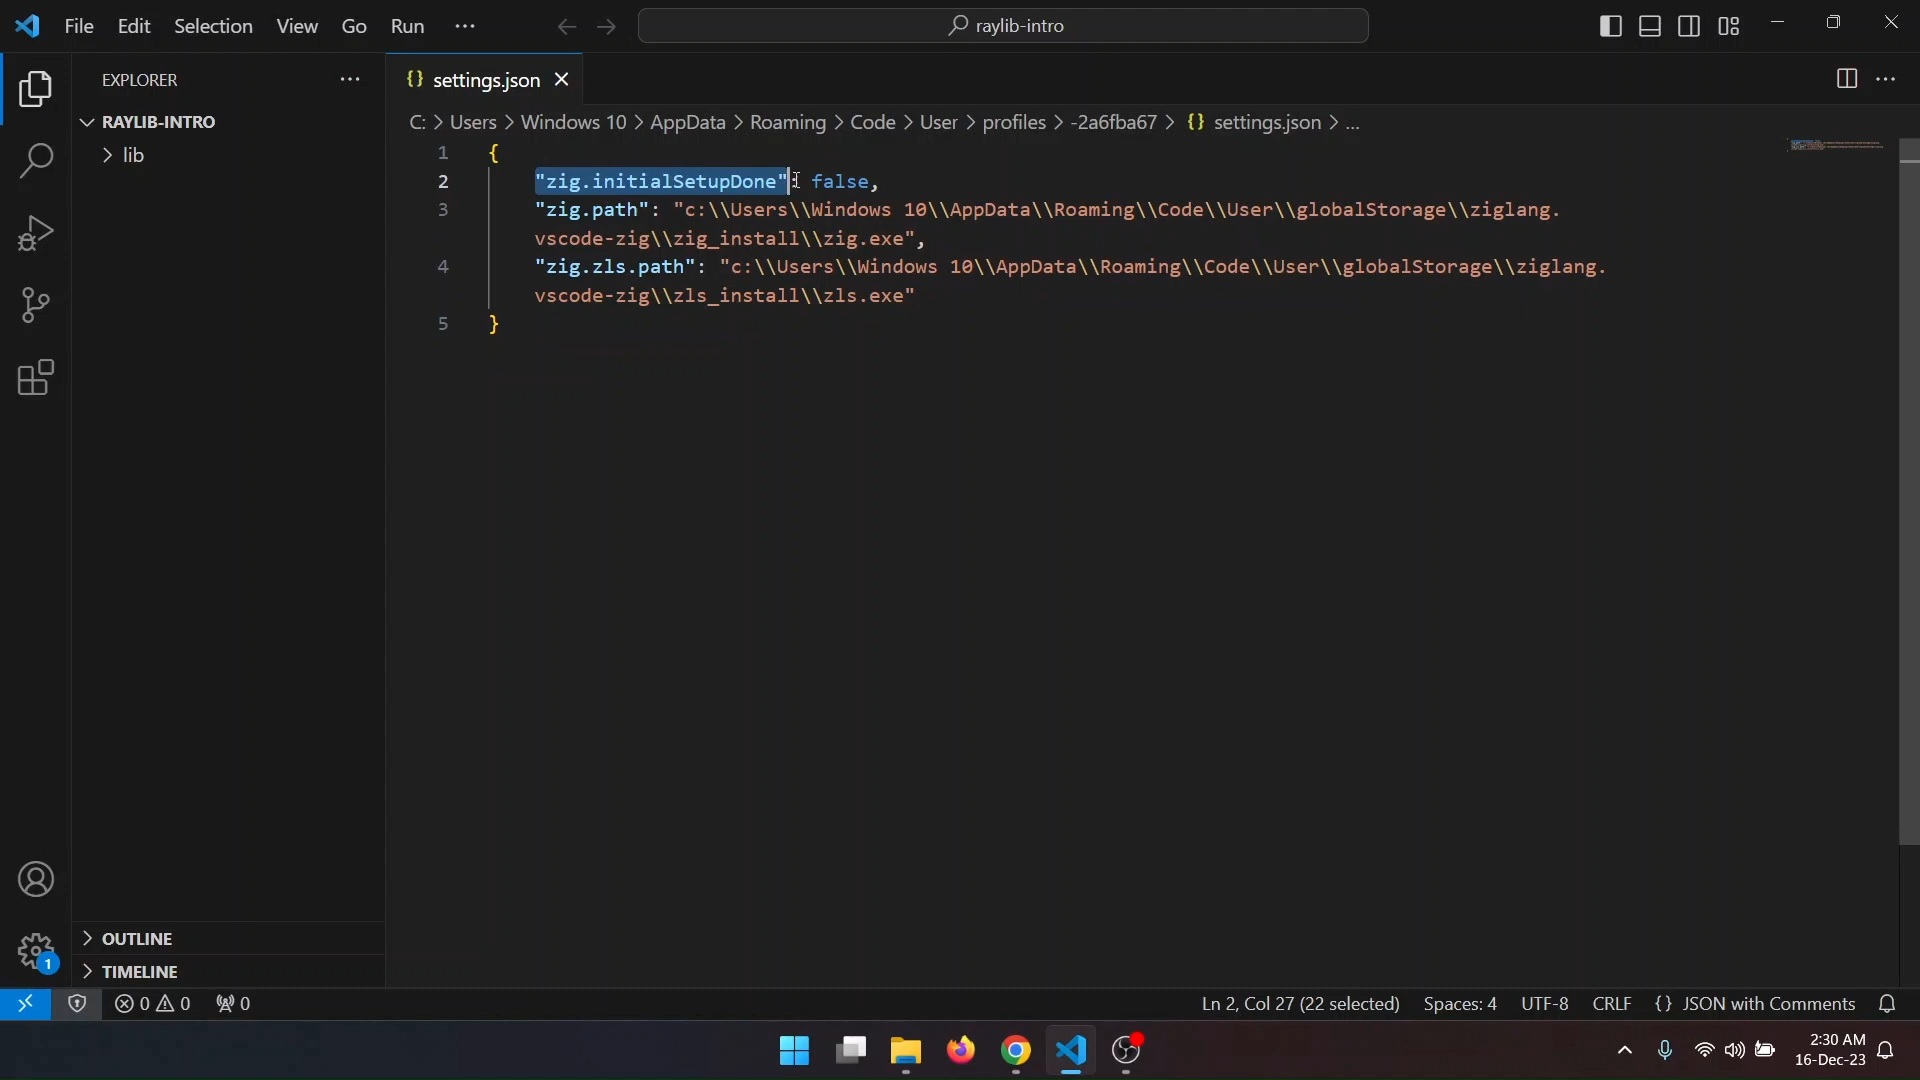 File Edit Selection View Go Run ···
raylib-intro
EXPLORER
settings.json
RAYLIB-INTRO
lib
C: > Users > Windows 10 > AppData > Roaming > Code > User > profiles > -2a6fba67 > {} settings.json > ...
1 {
2 "zig.initialSetupDone": false,
3 "zig.path": "c:\\Users\\Windows 10\\AppData\\Roaming\\Code\\User\\globalStorage\\ziglang.
vscode-zig\\zig_install\\zig.exe",
4 "zig.zls.path": "c:\\Users\\Windows 10\\AppData\\Roaming\\Code\\User\\globalStorage\\ziglang.
vscode-zig\\zls_install\\zls.exe"
5 }
OUTLINE
1
TIMELINE
0 0 0 Ln 2, Col 27 (22 selected) Spaces: 4 UTF-8 CRLF {} JSON with Comments
2:30 AM
16-Dec-23